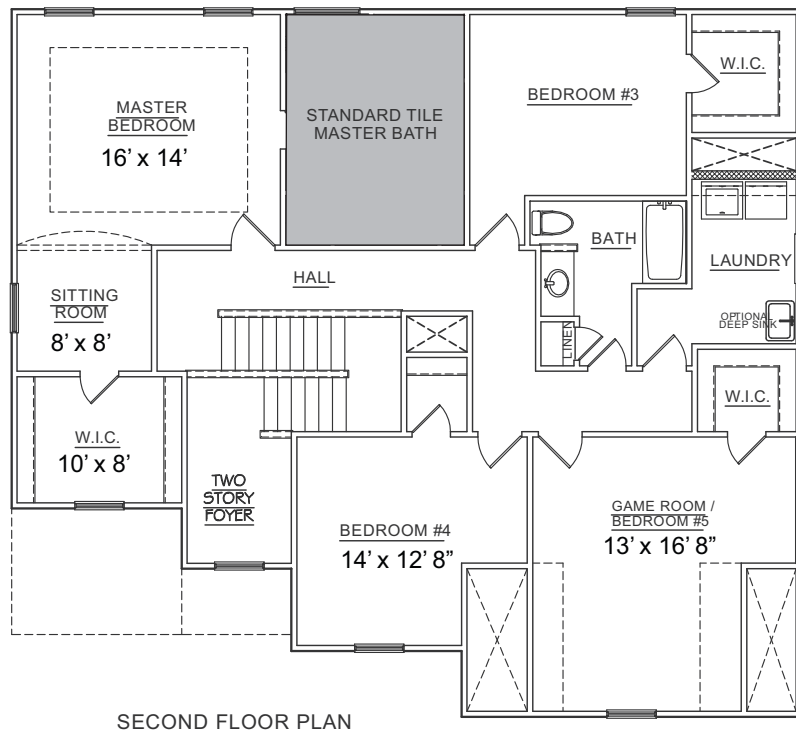 MASTER
BEDROOM
16’ x 14’
STANDARD TILE
MASTER BATH
BEDROOM #3
W.I.C.
BATH
HALL
LAUNDRY
SITTING
ROOM
8’ x 8’
OPTIONAL
DEEP SINK
LINEN
W.I.C.
W.I.C.
10’ x 8’
TWO
STORY
FOYER
BEDROOM #4
14’ x 12’ 8”
GAME ROOM /
BEDROOM #5
13’ x 16’ 8”
SECOND FLOOR PLAN